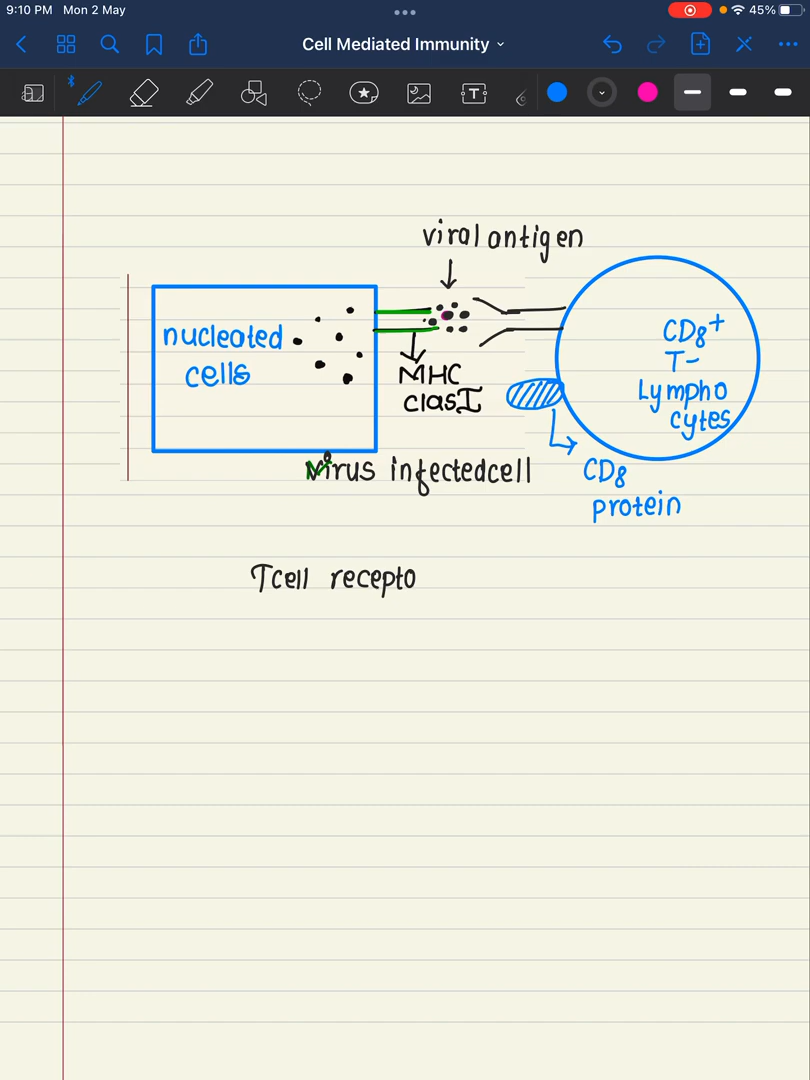 9:10 PM Mon 2 May
45%
Cell Mediated Immunity
T
viral antigen
nucleated
cells
MHC
clasI
CD8+
T-
Lympho
cytes
Virus infectedcell
CD8
protein
Tcell recepto